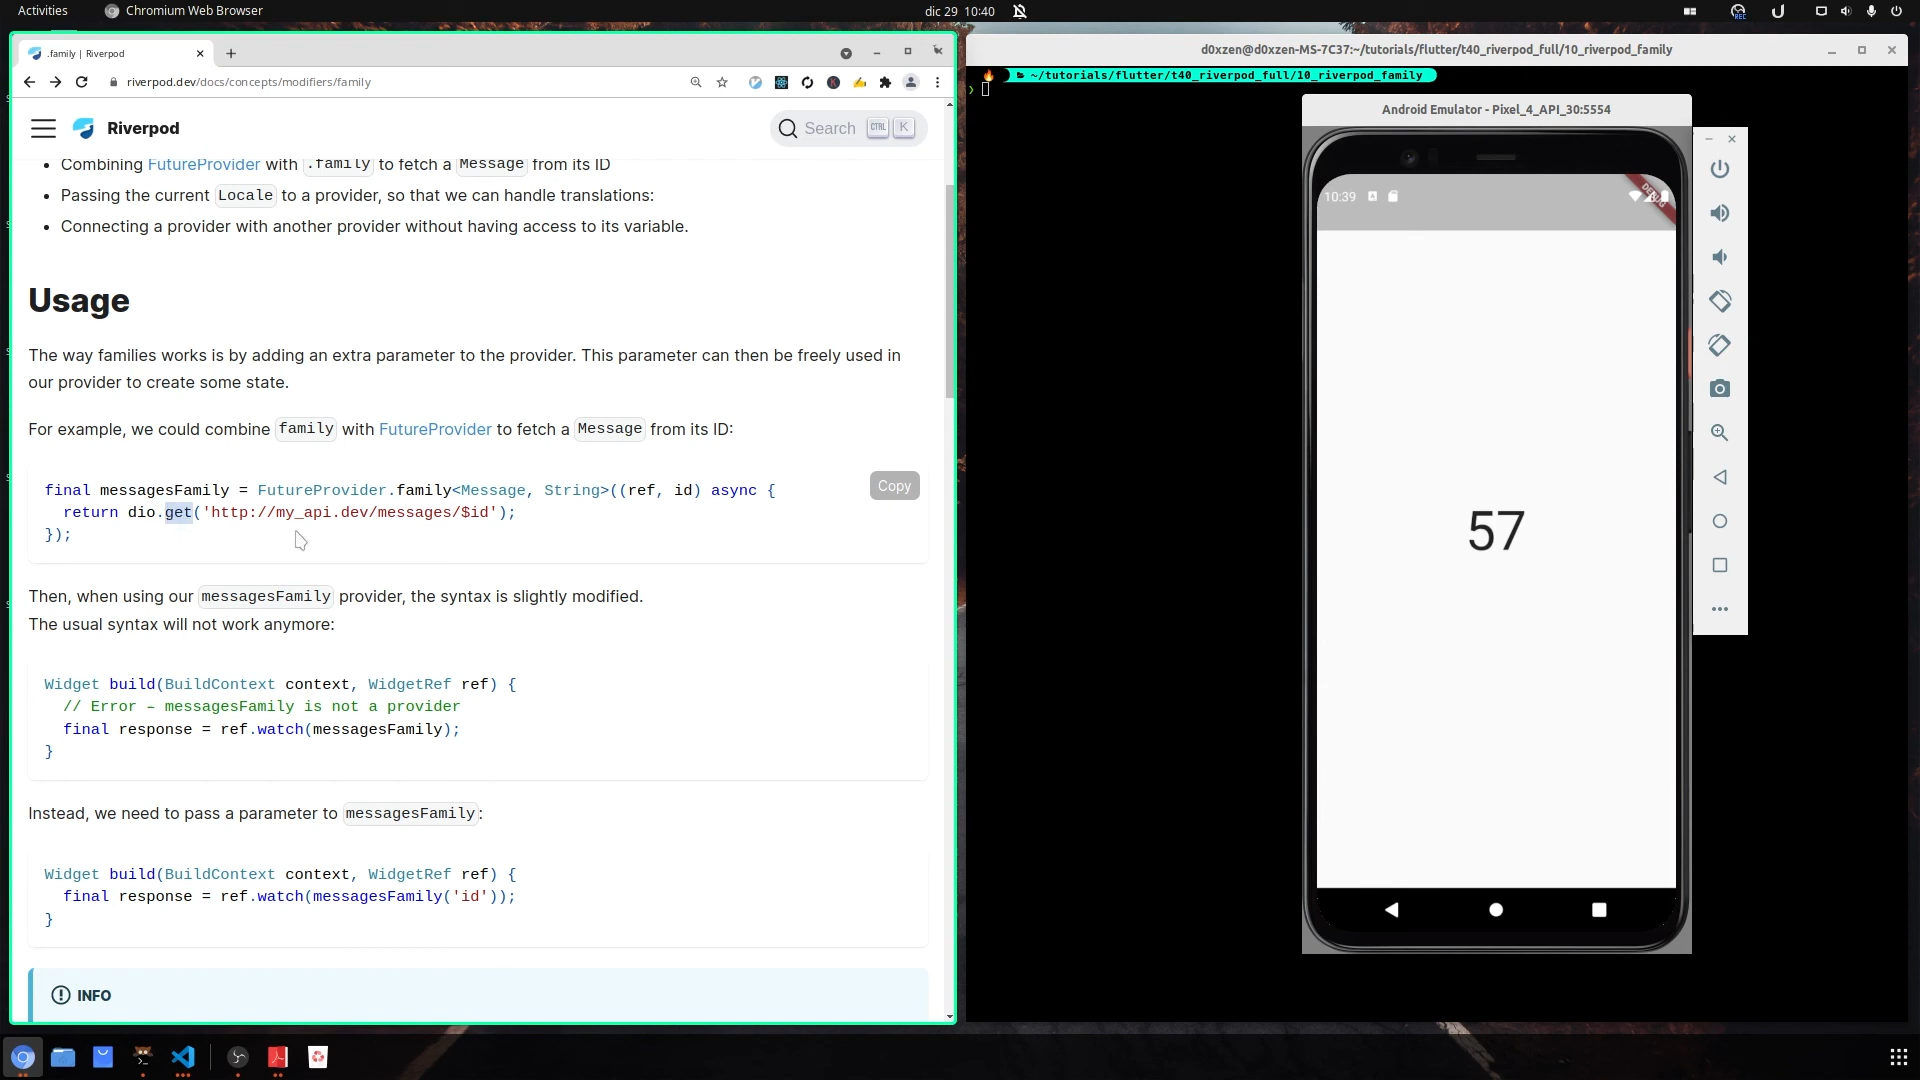 Activities
Chromium Web Browser
dic 29 10:40
.family | Riverpod
riverpod.dev/docs/concepts/modifiers/family
Riverpod
Search CTRL K
Combining FutureProvider with .family to fetch a Message from its ID
Passing the current Locale to a provider, so that we can handle translations:
Connecting a provider with another provider without having access to its variable.
Usage
The way families works is by adding an extra parameter to the provider. This parameter can then be freely used in
our provider to create some state.
For example, we could combine family with FutureProvider to fetch a Message from its ID:
final messagesFamily = FutureProvider.family<Message, String>((ref, id) async {
return dio.get('http://my_api.dev/messages/$id');
});
Copy
Then, when using our messagesFamily provider, the syntax is slightly modified.
The usual syntax will not work anymore:
Widget build(BuildContext context, WidgetRef ref) {
// Error – messagesFamily is not a provider
final response = ref.watch(messagesFamily);
}
Instead, we need to pass a parameter to messagesFamily:
Widget build(BuildContext context, WidgetRef ref) {
final response = ref.watch(messagesFamily('id'));
}
INFO
d0xzen@d0xzen-MS-7C37:~/tutorials/flutter/t40_riverpod_full/10_riverpod_family
~/tutorials/flutter/t40_riverpod_full/10_riverpod_family
Android Emulator - Pixel_4_API_30:5554
10:39
57